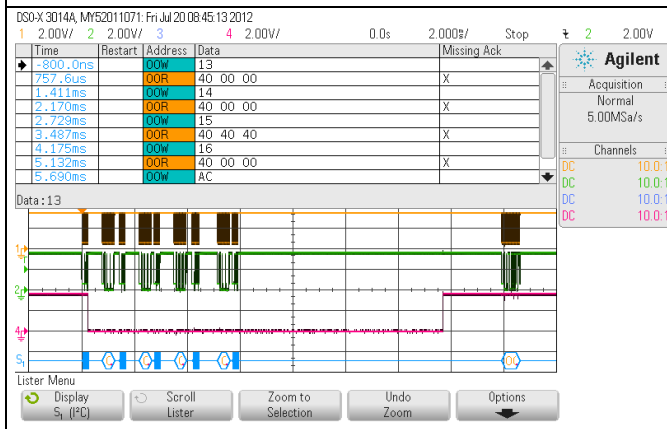 DSO-X 3014A, MY52011071: Fri Jul 20 08:45:13 2012
1 2.00V/ 2 2.00V/ 3 4 2.00V/ 0.0s 2.000s/ Stop 2 2.00V
Time Restart Address Data Missing Ack
-800.0ns 00W 13
757.6us 00R 40 00 00 X
1.411ms 00W 14
2.170ms 00R 40 00 00 X
2.729ms 00W 15
3.487ms 00R 40 40 40 X
4.175ms 00W 16
5.132ms 00R 40 00 00 X
5.690ms 00W AC
Data:13
Agilent
Acquisition
Normal
5.00MSa/s
Channels
DC 10.0:1
DC 10.0:1
DC 10.0:1
DC 10.0:1
1
2
4
S1
Lister Menu
Display
S1 (I²C)
Scroll
Lister
Zoom to
Selection
Undo
Zoom
Options